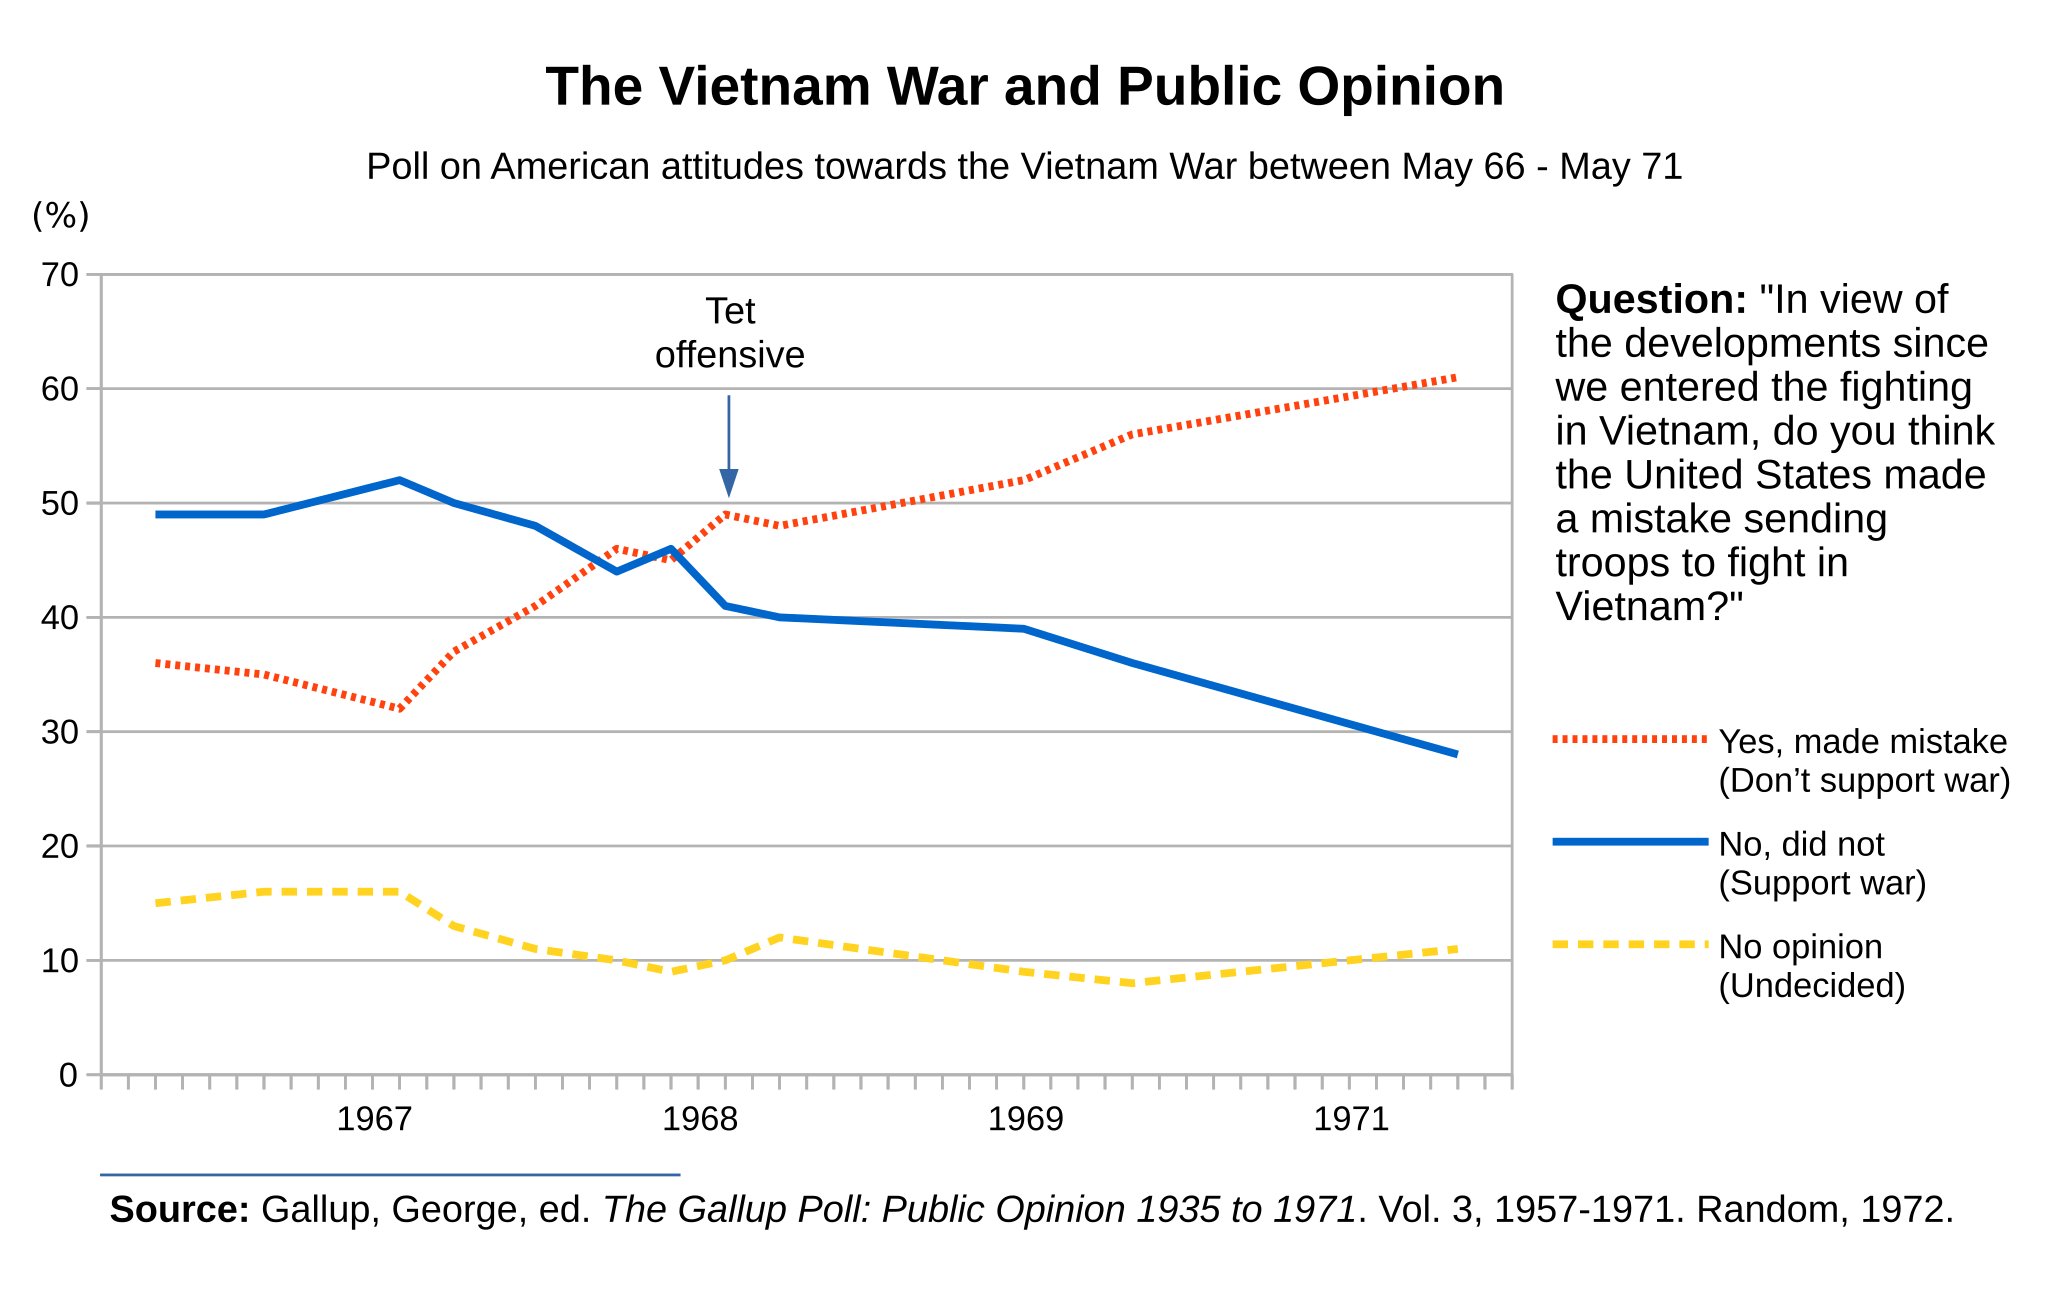 The Vietnam War and Public Opinion
Poll on American attitudes towards the Vietnam War between May 66 - May 71
(%)
70
60
50
40
30
20
10
0
Tet
offensive
1967
1968
1969
1971
Question: "In view of
the developments since
we entered the fighting
in Vietnam, do you think
the United States made
a mistake sending
troops to fight in
Vietnam?"
Yes, made mistake
(Don’t support war)
No, did not
(Support war)
No opinion
(Undecided)
Source: Gallup, George, ed. The Gallup Poll: Public Opinion 1935 to 1971. Vol. 3, 1957-1971. Random, 1972.